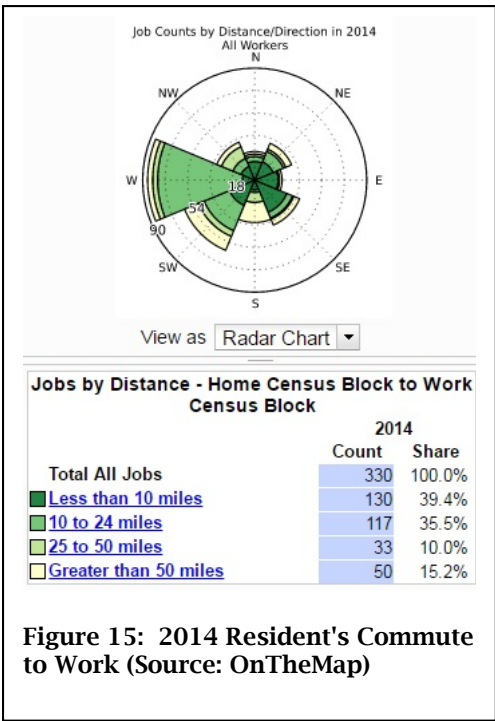 Job Counts by Distance/Direction in 2014
All Workers
N
NW
NE
W
18
E
54
90
SW
SE
S
View as Radar Chart
Jobs by Distance - Home Census Block to Work
Census Block
2014
Count Share
Total All Jobs 330 100.0%
Less than 10 miles 130 39.4%
10 to 24 miles 117 35.5%
25 to 50 miles 33 10.0%
Greater than 50 miles 50 15.2%
Figure 15: 2014 Resident's Commute
to Work (Source: OnTheMap)